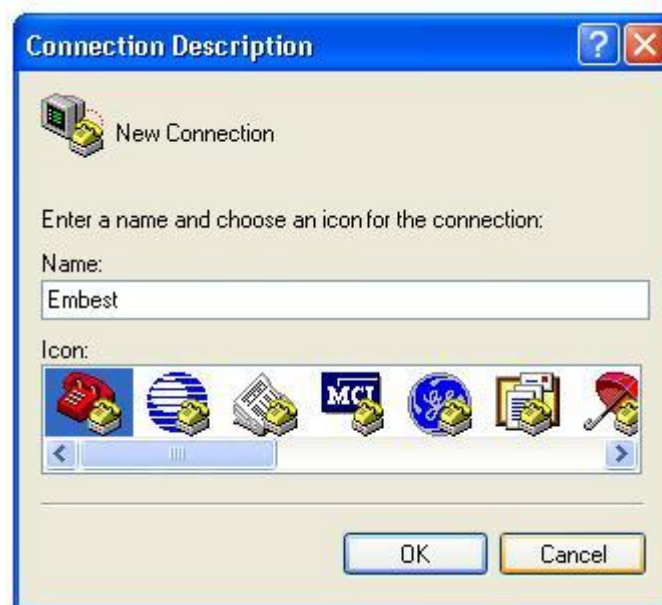 Connection Description
New Connection
Enter a name and choose an icon for the connection:
Name:
Embest
Icon:
MCI
OK
Cancel